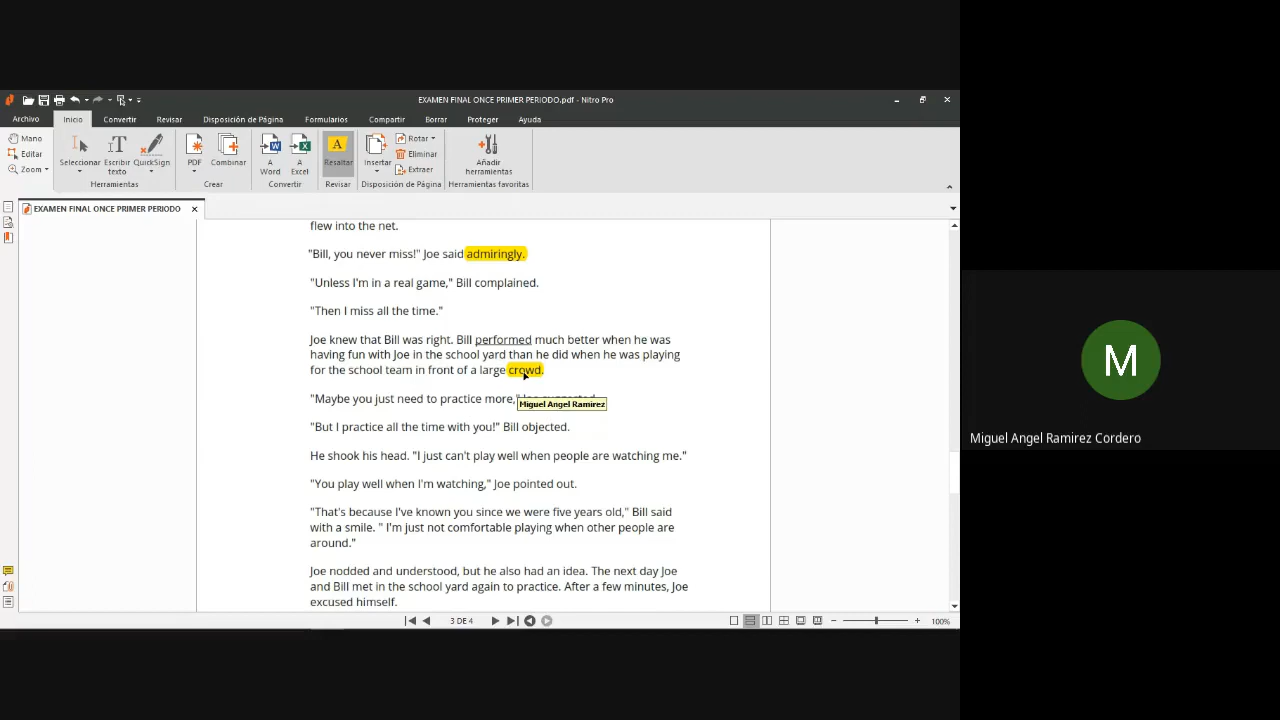 EXAMEN FINAL ONCE PRIMER PERIODO.pdf - Nitro Pro
Archivo Inicio Convertir Revisar Disposición de Página Formularios Compartir Borrar Proteger Ayuda
Mano
Editar
Zoom
Seleccionar
Escribir texto
QuickSign
Herramientas
PDF
Combinar
Crear
A Word
A Excel
Convertir
Resaltar
Revisar
Insertar
Rotar
Eliminar
Extraer
Disposición de Página
Añadir herramientas
Herramientas favoritas
EXAMEN FINAL ONCE PRIMER PERIODO
flew into the net.
"Bill, you never miss!" Joe said admiringly.
"Unless I'm in a real game," Bill complained.
"Then I miss all the time."
Joe knew that Bill was right. Bill performed much better when he was
having fun with Joe in the school yard than he did when he was playing
for the school team in front of a large crowd.
"Maybe you just need to practice more,"
Miguel Angel Ramirez
"But I practice all the time with you!" Bill objected.
He shook his head. "I just can't play well when people are watching me."
"You play well when I'm watching," Joe pointed out.
"That's because I've known you since we were five years old," Bill said
with a smile. " I'm just not comfortable playing when other people are
around."
Joe nodded and understood, but he also had an idea. The next day Joe
and Bill met in the school yard again to practice. After a few minutes, Joe
excused himself.
3 DE 4
100%
M
Miguel Angel Ramirez Cordero